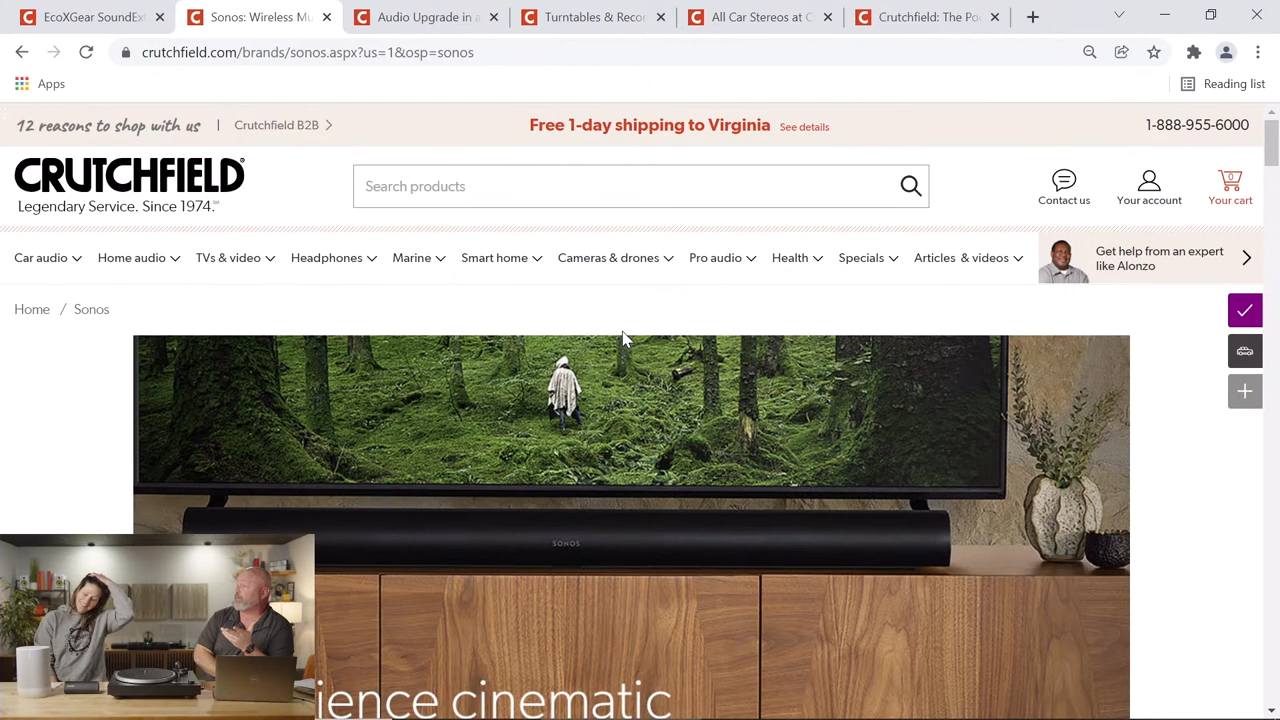 EcoXGear SoundExt
Sonos: Wireless Mu
Audio Upgrade in a
Turntables & Recor
All Car Stereos at C
Crutchfield: The Po
crutchfield.com/brands/sonos.aspx?us=1&osp=sonos
Apps
Reading list
12 reasons to shop with us | Crutchfield B2B
Free 1-day shipping to Virginia See details
1-888-955-6000
CRUTCHFIELD
Legendary Service. Since 1974.
Search products
Contact us
Your account
0
Your cart
Car audio Home audio TVs & video Headphones Marine Smart home Cameras & drones Pro audio Health Specials Articles & videos
Get help from an expert
like Alonzo
Home / Sonos
SONOS
ience cinematic